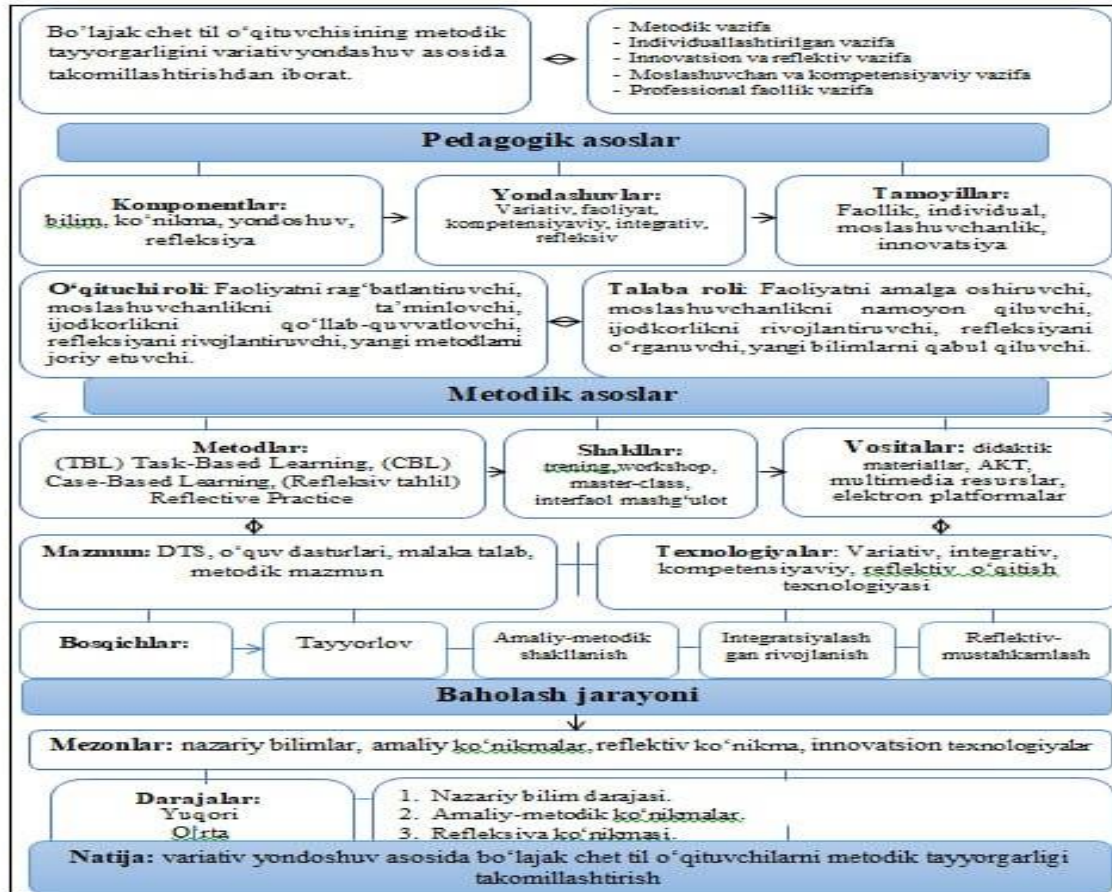 Bo'lajak chet til o'qituvchisining metodik
tayyorgarligini variativ yondashuv asosida
takomillashtirishdan iborat.
- Metodik vazifa
- Individuallashtirilgan vazifa
- Innovatsion va reflektiv vazifa
- Moslashuvchan va kompetensiyaviy vazifa
- Professional faollik vazifa
Pedagogik asoslar
Komponentlar:
bilim, ko'nikma, yondoshuv,
refleksiya
Yondashuvlar:
Variativ, faoliyat,
kompetensiyaviy, integrativ,
refleksiv
Tamoyillar:
Faollik, individual,
moslashuvchanlik,
innovatsiya
O'qituvchi roli: Faoliyatni rag'batlantiruvchi,
moslashuvchanlikni ta'minlovchi,
ijodkorlikni qo'llab-quvvatlovchi,
refleksiyani rivojlantiruvchi, yangi metodlarni
joriy etuvchi.
Talaba roli: Faoliyatni amalga oshiruvchi,
moslashuvchanlikni namoyon qiluvchi,
ijodkorlikni rivojlantiruvchi, refleksiyani
o'rganuvchi, yangi bilimlarni qabul qiluvchi.
Metodik asoslar
Metodlar:
(TBL) Task-Based Learning, (CBL)
Case-Based Learning, (Refleksiv tahlil)
Reflective Practice
Shakllar:
trening, workshop,
master-class,
interfaol mashg'ulot
Vositalar: didaktik
materiallar, AKT,
multimedia resurslar,
elektron platformalar
Mazmun: DTS, o'quv dasturlari, malaka talab,
metodik mazmun
Texnologiyalar: Variativ, integrativ,
kompetensiyaviy, reflektiv o'qitish
texnologiyasi
Bosqichlar:
Tayyorlov
Amaliy-metodik
shakllanish
Integratsiyalash
gan rivojlanish
Reflektiv-
mustahkamlash
Baholash jarayoni
Mezonlar: nazariy bilimlar, amaliy ko'nikmalar, reflektiv ko'nikma, innovatsion texnologiyalar
Darajalar:
Yuqori
O'rta
1. Nazariy bilim darajasi.
2. Amaliy-metodik ko'nikmalar.
3. Refleksiva ko'nikmasi.
Natija: variativ yondoshuv asosida bo'lajak chet til o'qituvchilarni metodik tayyorgarligi
takomillashtirish